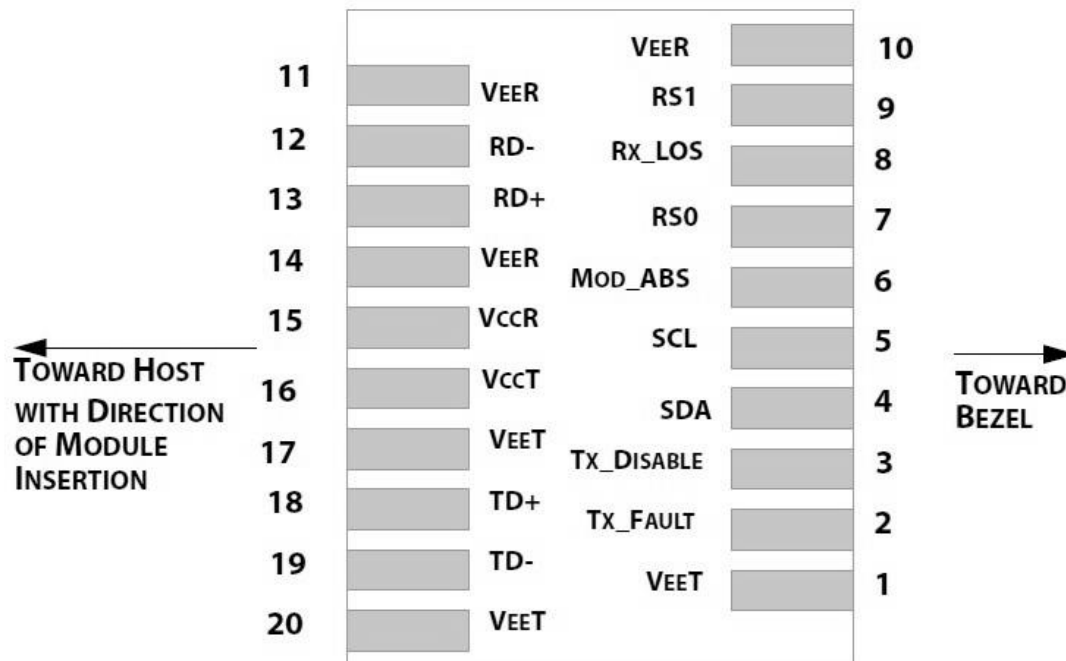 11
VEER
12
RD-
13
RD+
14
VEER
15
VCCR
16
VCCT
17
VEET
18
TD+
19
TD-
20
VEET
VEER
10
RS1
9
RX_LOS
8
RS0
7
MOD_ABS
6
SCL
5
SDA
4
TX_DISABLE
3
TX_FAULT
2
VEET
1
TOWARD HOST
WITH DIRECTION
OF MODULE
INSERTION
TOWARD
BEZEL